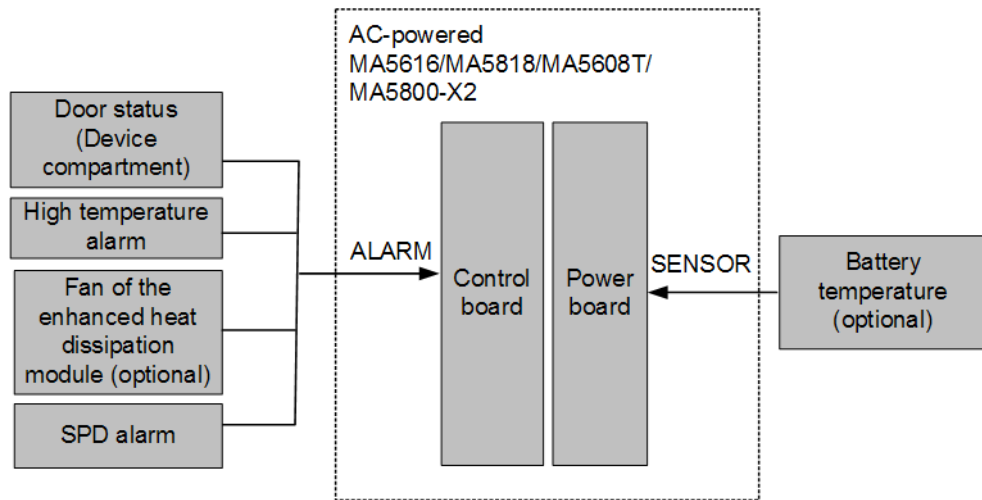 AC-powered
MA5616/MA5818/MA5608T/
MA5800-X2
Door status
(Device
compartment)
High temperature
alarm
Fan of the
enhanced heat
dissipation
module (optional)
SPD alarm
ALARM
Control
board
Power
board
SENSOR
Battery
temperature
(optional)